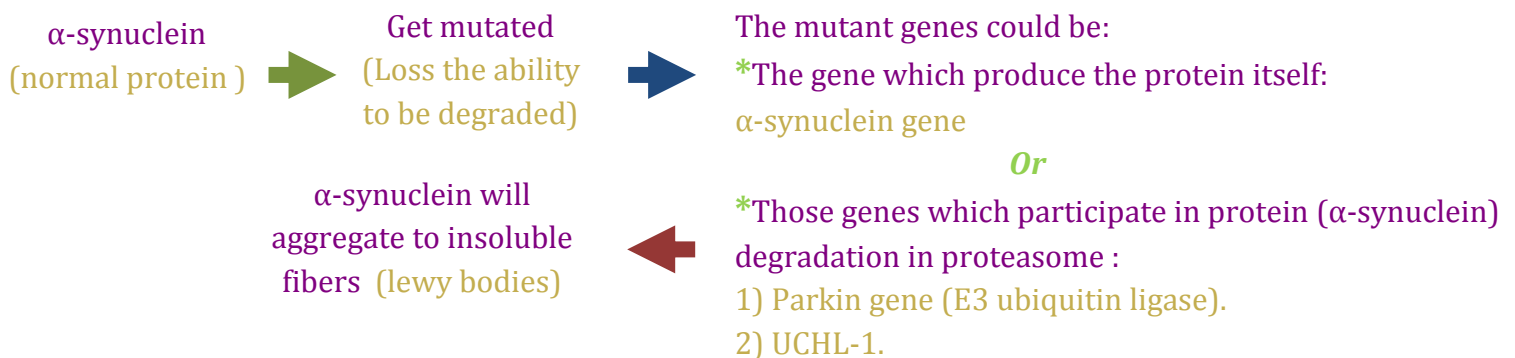 α-synuclein
(normal protein )
Get mutated
(Loss the ability
to be degraded)
The mutant genes could be:
*The gene which produce the protein itself:
α-synuclein gene
Or
*Those genes which participate in protein (α-synuclein)
degradation in proteasome :
1) Parkin gene (E3 ubiquitin ligase).
2) UCHL-1.
α-synuclein will
aggregate to insoluble
fibers (lewy bodies)